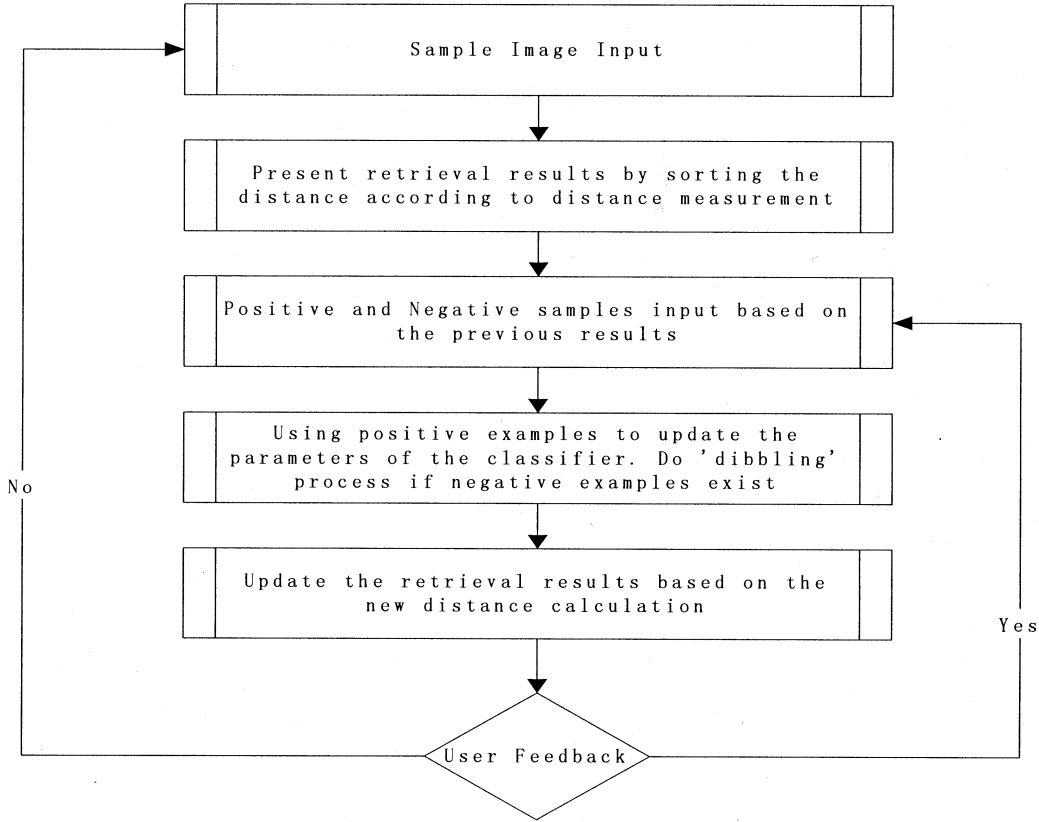 Sample Image Input
Present retrieval results by sorting the
distance according to distance measurement
Positive and Negative samples input based on
the previous results
Using positive examples to update the
parameters of the classifier. Do 'dibbling'
process if negative examples exist
No
Update the retrieval results based on the
new distance calculation
Yes
User Feedback